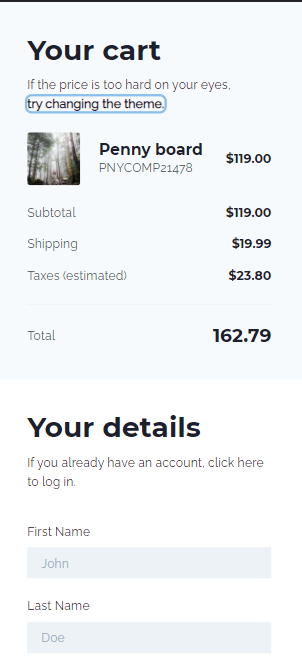 Your cart
If the price is too hard on your eyes,
try changing the theme.
Penny board
$119.00
PNYCOMP21478
Subtotal $119.00
Shipping $19.99
Taxes (estimated) $23.80
Total 162.79
Your details
If you already have an account, click here
to log in.
First Name
John
Last Name
Doe